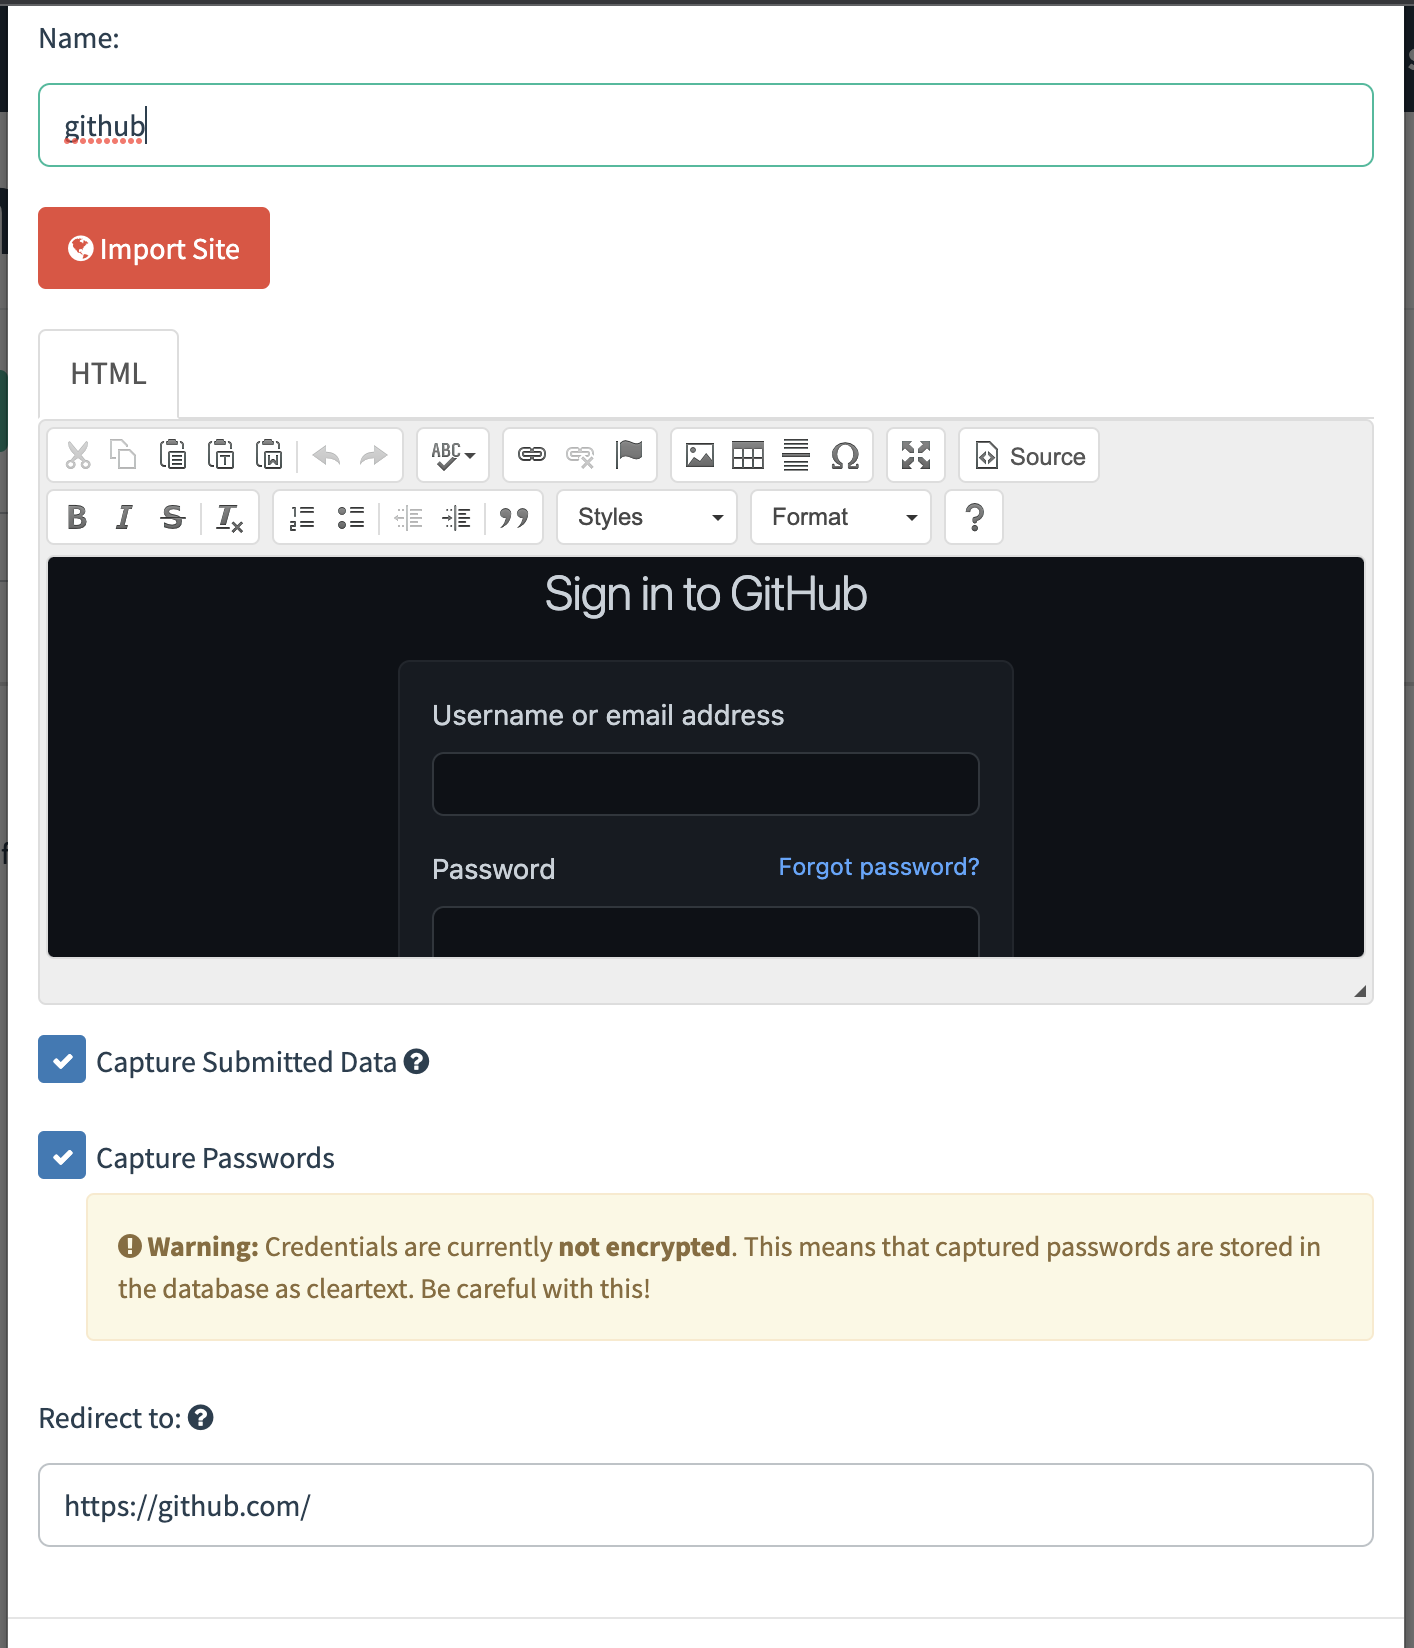 Name:
github
Import Site
HTML
ABC
Source
B I S Tx
Styles
Format
?
Sign in to GitHub
Username or email address
Password
Forgot password?
Capture Submitted Data
Capture Passwords
Warning: Credentials are currently not encrypted. This means that captured passwords are stored in
the database as cleartext. Be careful with this!
Redirect to:
https://github.com/